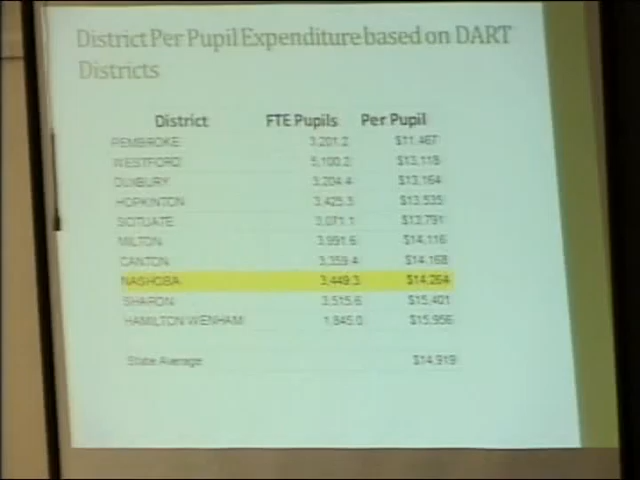 District Per Pupil Expenditure based on DART
Districts
District FTE Pupils Per Pupil
PEMBROKE 3,201.2 $11,467
WESTFORD 5,100.2 $13,118
DUXBURY 3,204.4 $13,164
HOPKINTON 3,425.3 $13,535
SCITUATE 3,071.1 $13,791
MILTON 3,991.6 $14,116
CANTON 3,359.4 $14,168
NASHOBA 3,449.3 $14,264
SHARON 3,515.6 $15,401
HAMILTON WENHAM 1,845.0 $15,956
State Average $14,919